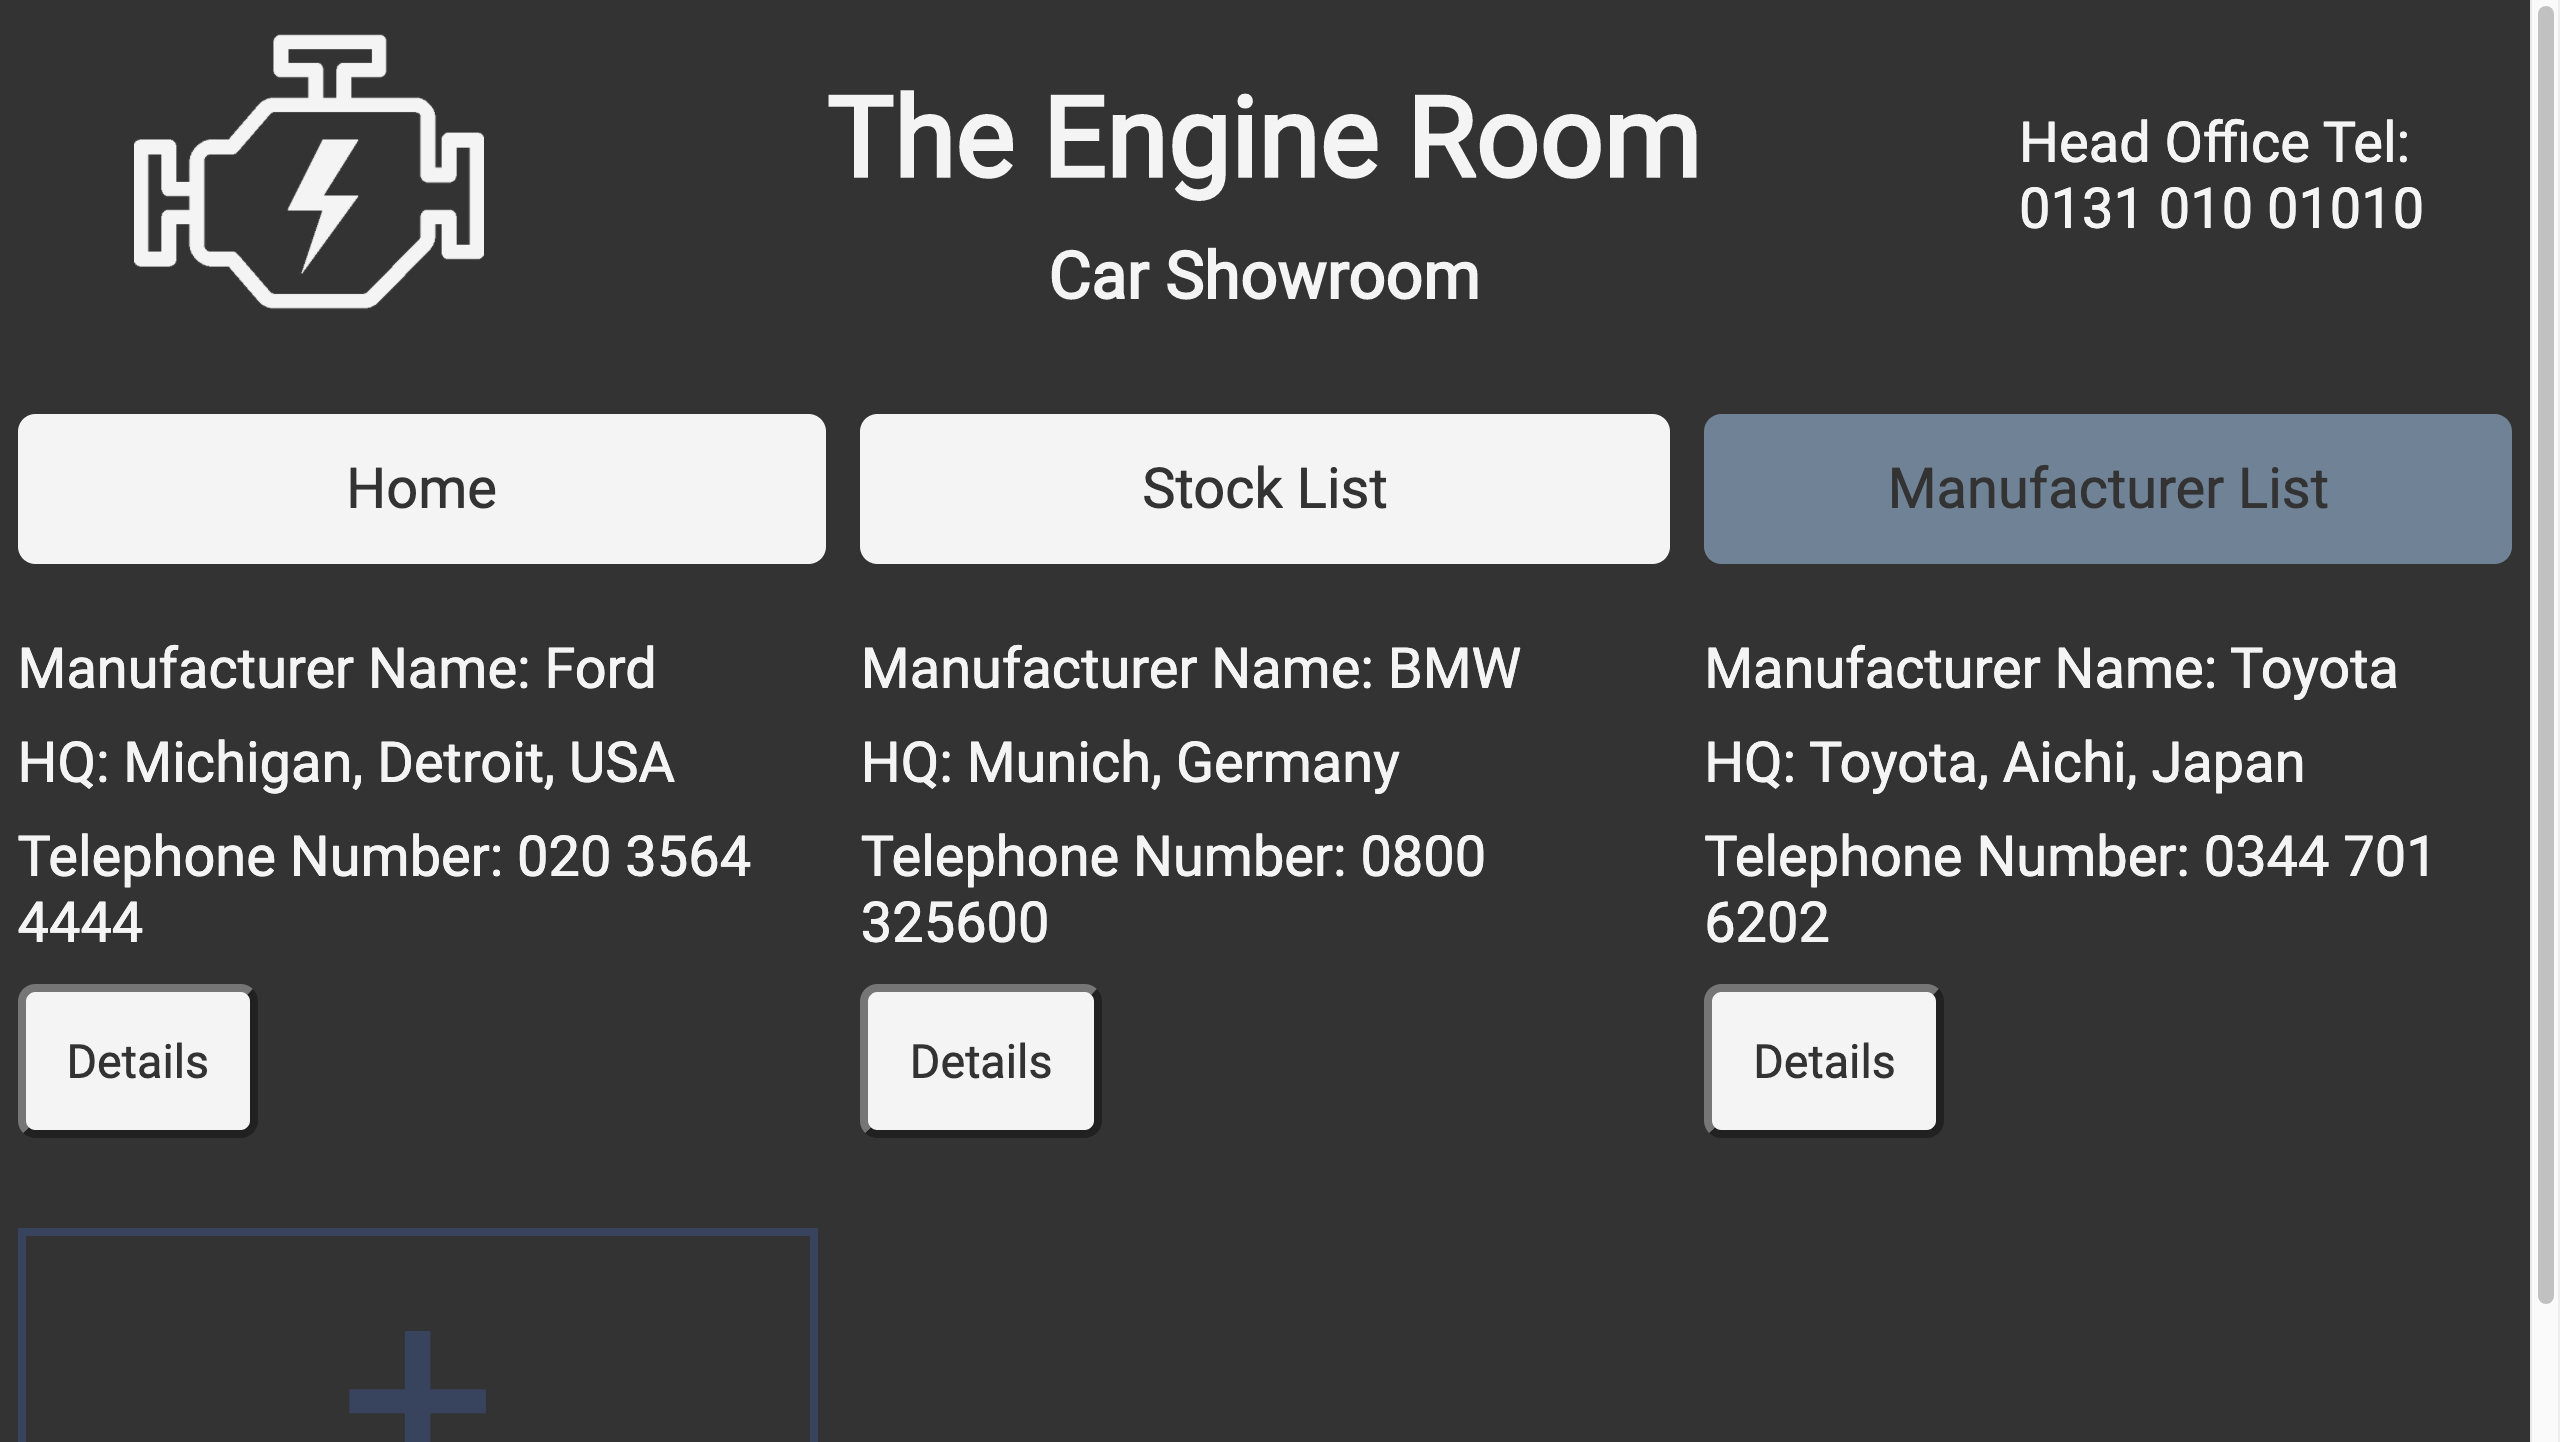 The Engine Room
Car Showroom
Head Office Tel:
0131 010 01010
Home
Stock List
Manufacturer List
Manufacturer Name: Ford
HQ: Michigan, Detroit, USA
Telephone Number: 020 3564
4444
Details
Manufacturer Name: BMW
HQ: Munich, Germany
Telephone Number: 0800
325600
Details
Manufacturer Name: Toyota
HQ: Toyota, Aichi, Japan
Telephone Number: 0344 701
6202
Details
+